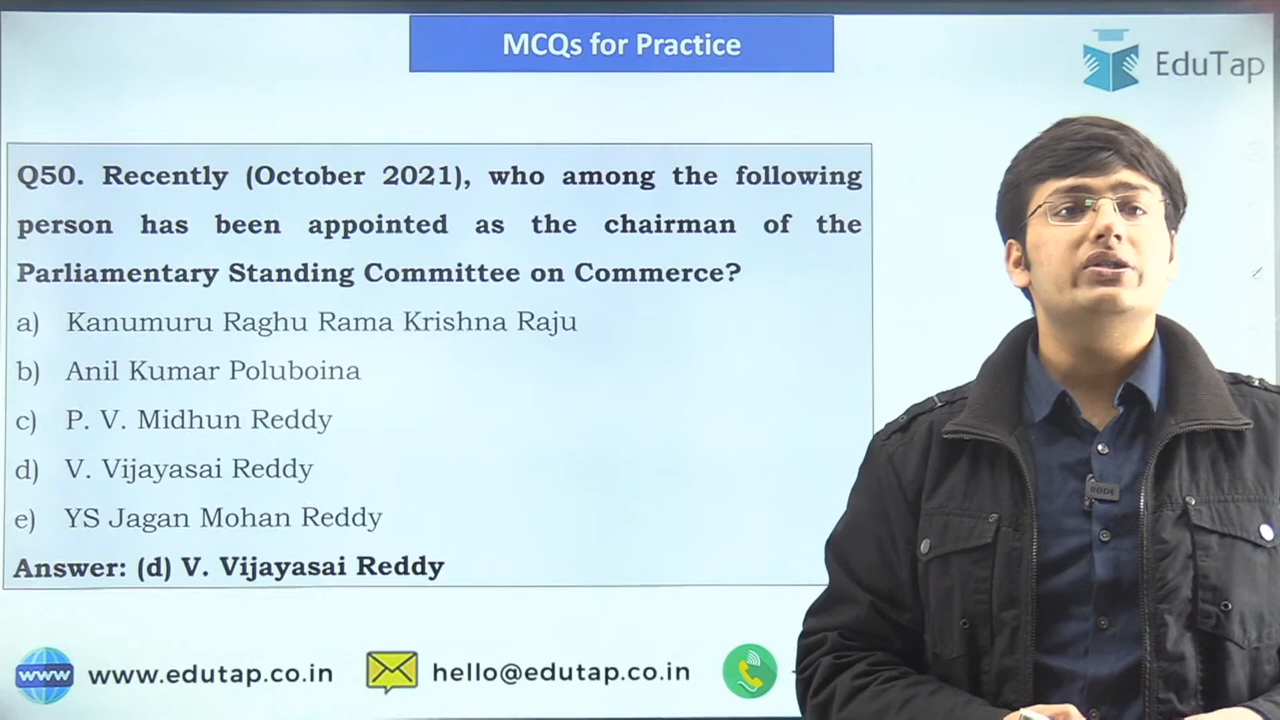 MCQs for Practice
EduTap
Q50. Recently (October 2021), who among the following
person has been appointed as the chairman of the
Parliamentary Standing Committee on Commerce?
a) Kanumuru Raghu Rama Krishna Raju
b) Anil Kumar Poluboina
c) P. V. Midhun Reddy
d) V. Vijayasai Reddy
e) YS Jagan Mohan Reddy
Answer: (d) V. Vijayasai Reddy
RODE
www www.edutap.co.in hello@edutap.co.in